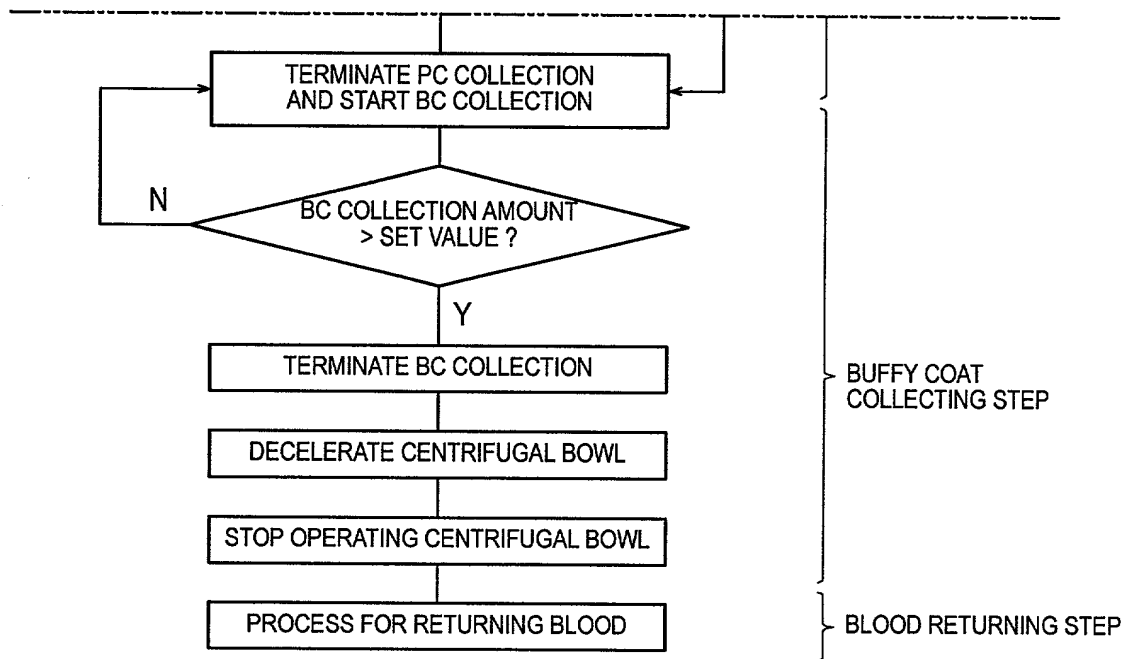 TERMINATE PC COLLECTION
AND START BC COLLECTION
N
BC COLLECTION AMOUNT
> SET VALUE ?
Y
TERMINATE BC COLLECTION
BUFFY COAT
COLLECTING STEP
DECELERATE CENTRIFUGAL BOWL
STOP OPERATING CENTRIFUGAL BOWL
PROCESS FOR RETURNING BLOOD
BLOOD RETURNING STEP